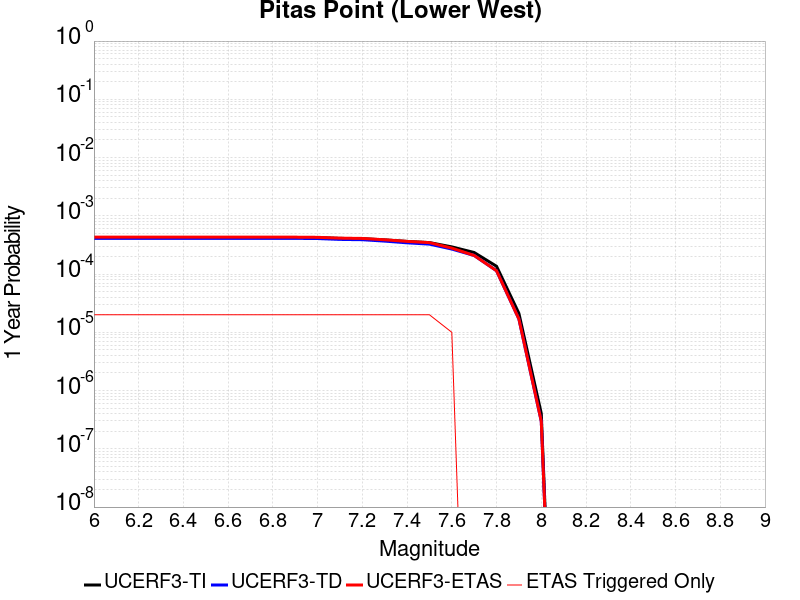 Pitas Point (Lower West)
10^0
10^-1
10^-2
10^-3
10^-4
10^-5
10^-6
10^-7
10^-8
1 Year Probability
6 6.2 6.4 6.6 6.8 7 7.2 7.4 7.6 7.8 8 8.2 8.4 8.6 8.8 9
Magnitude
UCERF3-TI UCERF3-TD UCERF3-ETAS ETAS Triggered Only